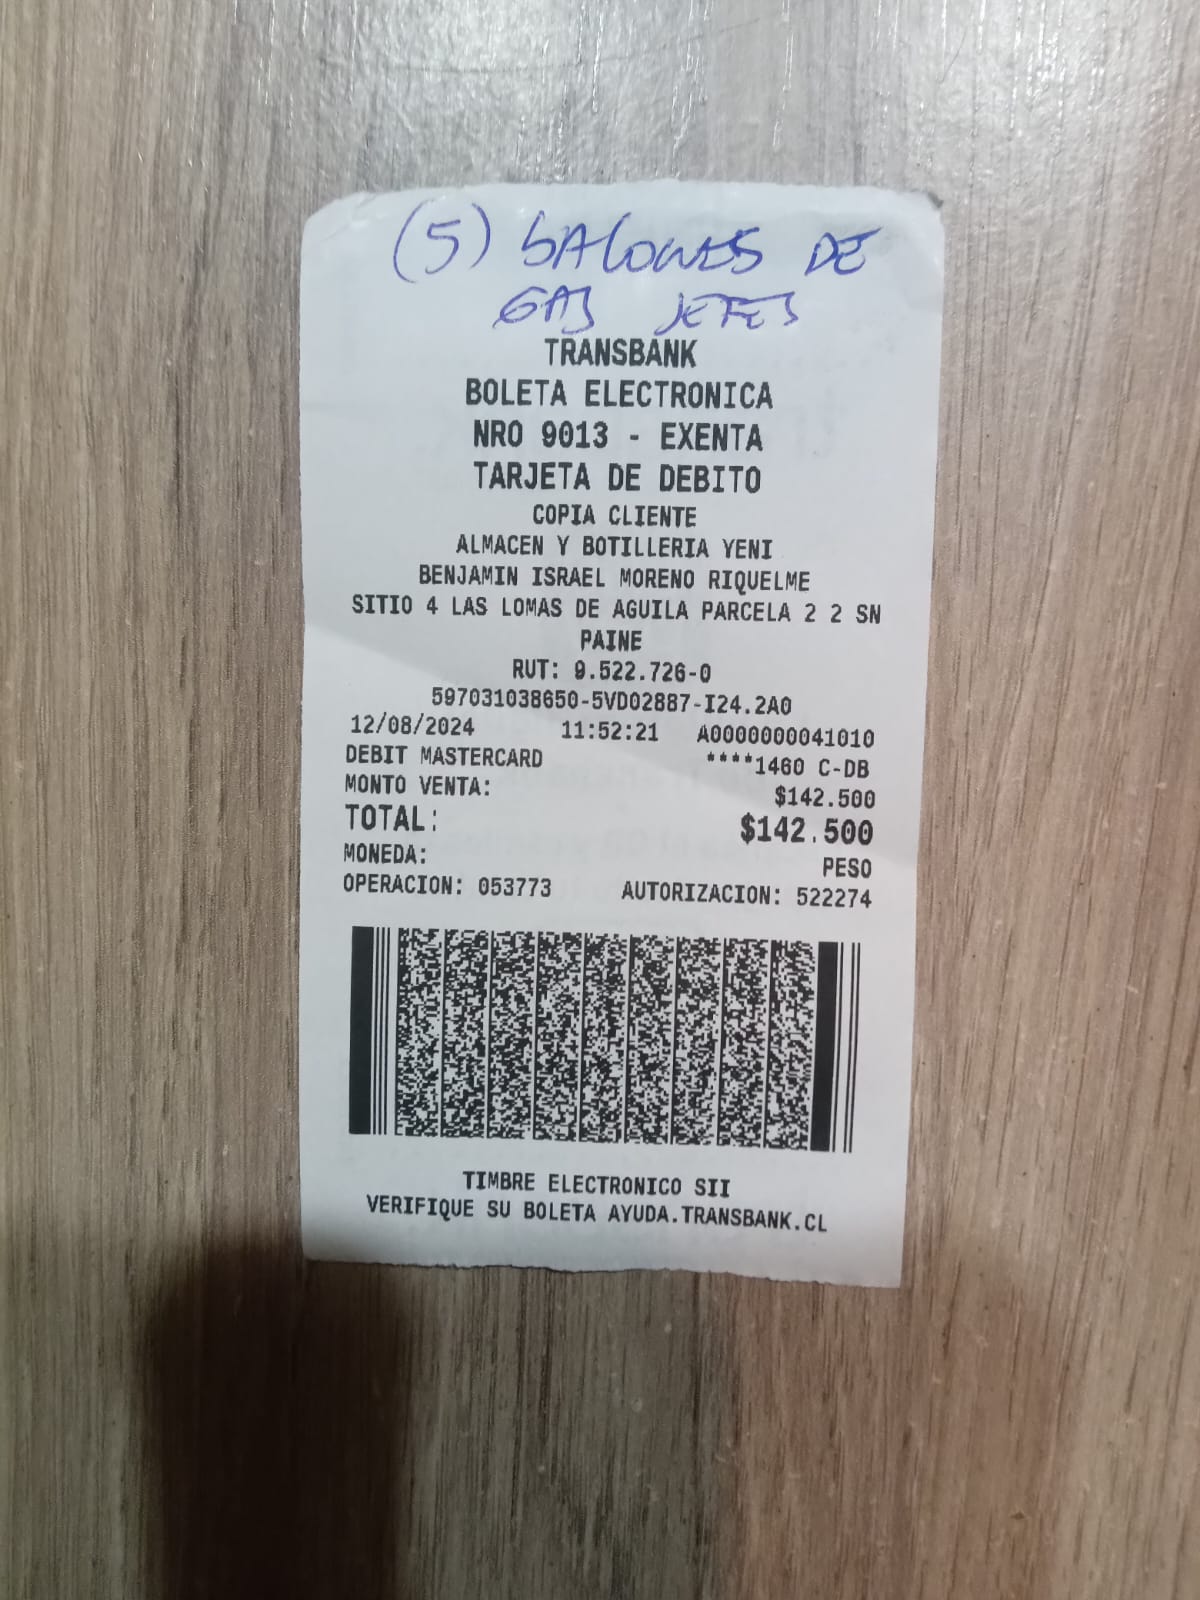 (5) BALONES DE
GAS JEFES
TRANSBANK
BOLETA ELECTRONICA
NRO 9013 - EXENTA
TARJETA DE DEBITO
COPIA CLIENTE
ALMACEN Y BOTILLERIA YENI
BENJAMIN ISRAEL MORENO RIQUELME
SITIO 4 LAS LOMAS DE AGUILA PARCELA 2 2 SN
PAINE
RUT: 9.522.726-0
597031038650-5VD02887-I24.2A0
12/08/2024 11:52:21 A0000000041010
DEBIT MASTERCARD ****1460 C-DB
MONTO VENTA: $142.500
TOTAL: $142.500
MONEDA: PESO
OPERACION: 053773 AUTORIZACION: 522274
TIMBRE ELECTRONICO SII
VERIFIQUE SU BOLETA AYUDA.TRANSBANK.CL